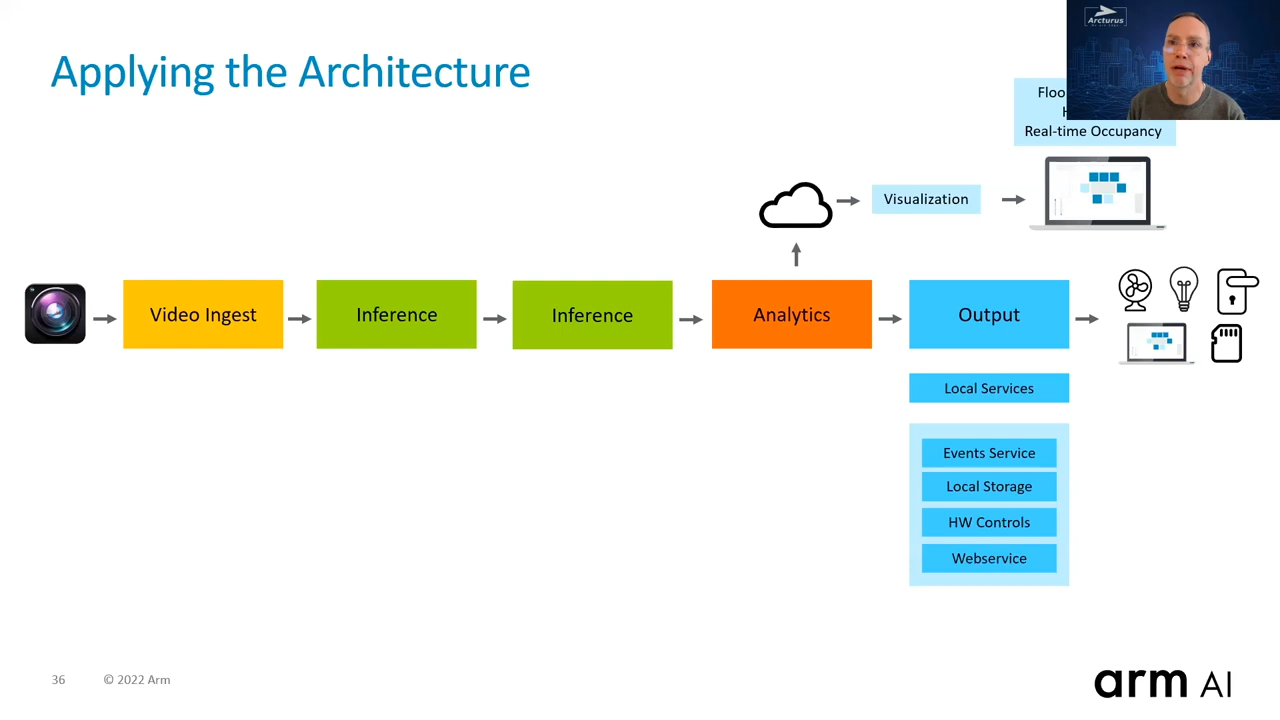 Arcturus
Applying the Architecture
Real-time Occupancy
Visualization
Video Ingest
Inference
Inference
Analytics
Output
Local Services
Events Service
Local Storage
HW Controls
Webservice
36
© 2022 Arm
arm AI